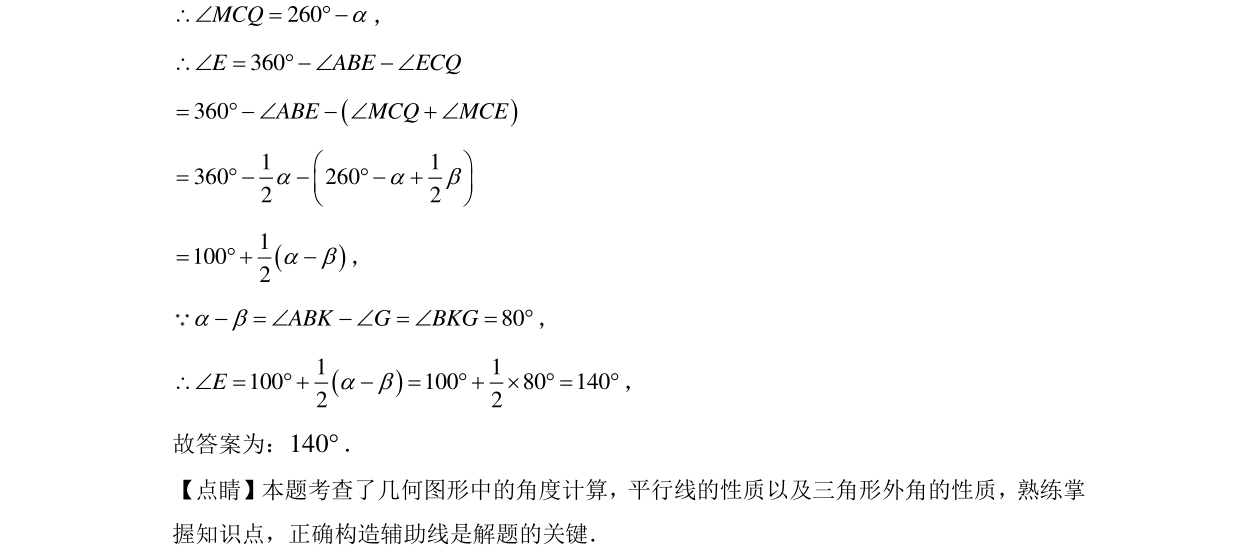 ∴∠MCQ = 260° − α，
∴∠E = 360° − ∠ABE − ∠ECQ
= 360° − ∠ABE − (∠MCQ + ∠MCE)
= 360° − 1/2 α − (260° − α + 1/2 β)
= 100° + 1/2 (α − β)，
∵ α − β = ∠ABK − ∠G = ∠BKG = 80°，
∴∠E = 100° + 1/2 (α − β) = 100° + 1/2 × 80° = 140°，
故答案为：140°．
【点睛】本题考查了几何图形中的角度计算，平行线的性质以及三角形外角的性质，熟练掌
握知识点，正确构造辅助线是解题的关键．